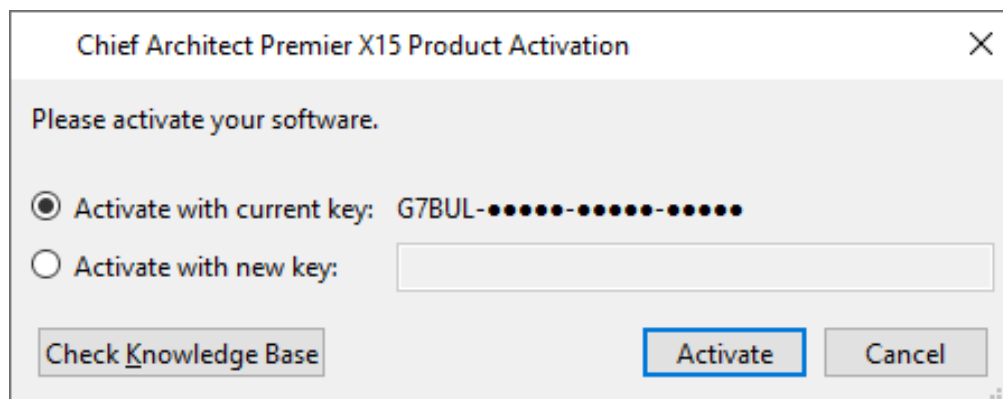 Chief Architect Premier X15 Product Activation
Please activate your software.
Activate with current key: G7BUL-●●●●●-●●●●●-●●●●●
Activate with new key:
Check Knowledge Base
Activate
Cancel